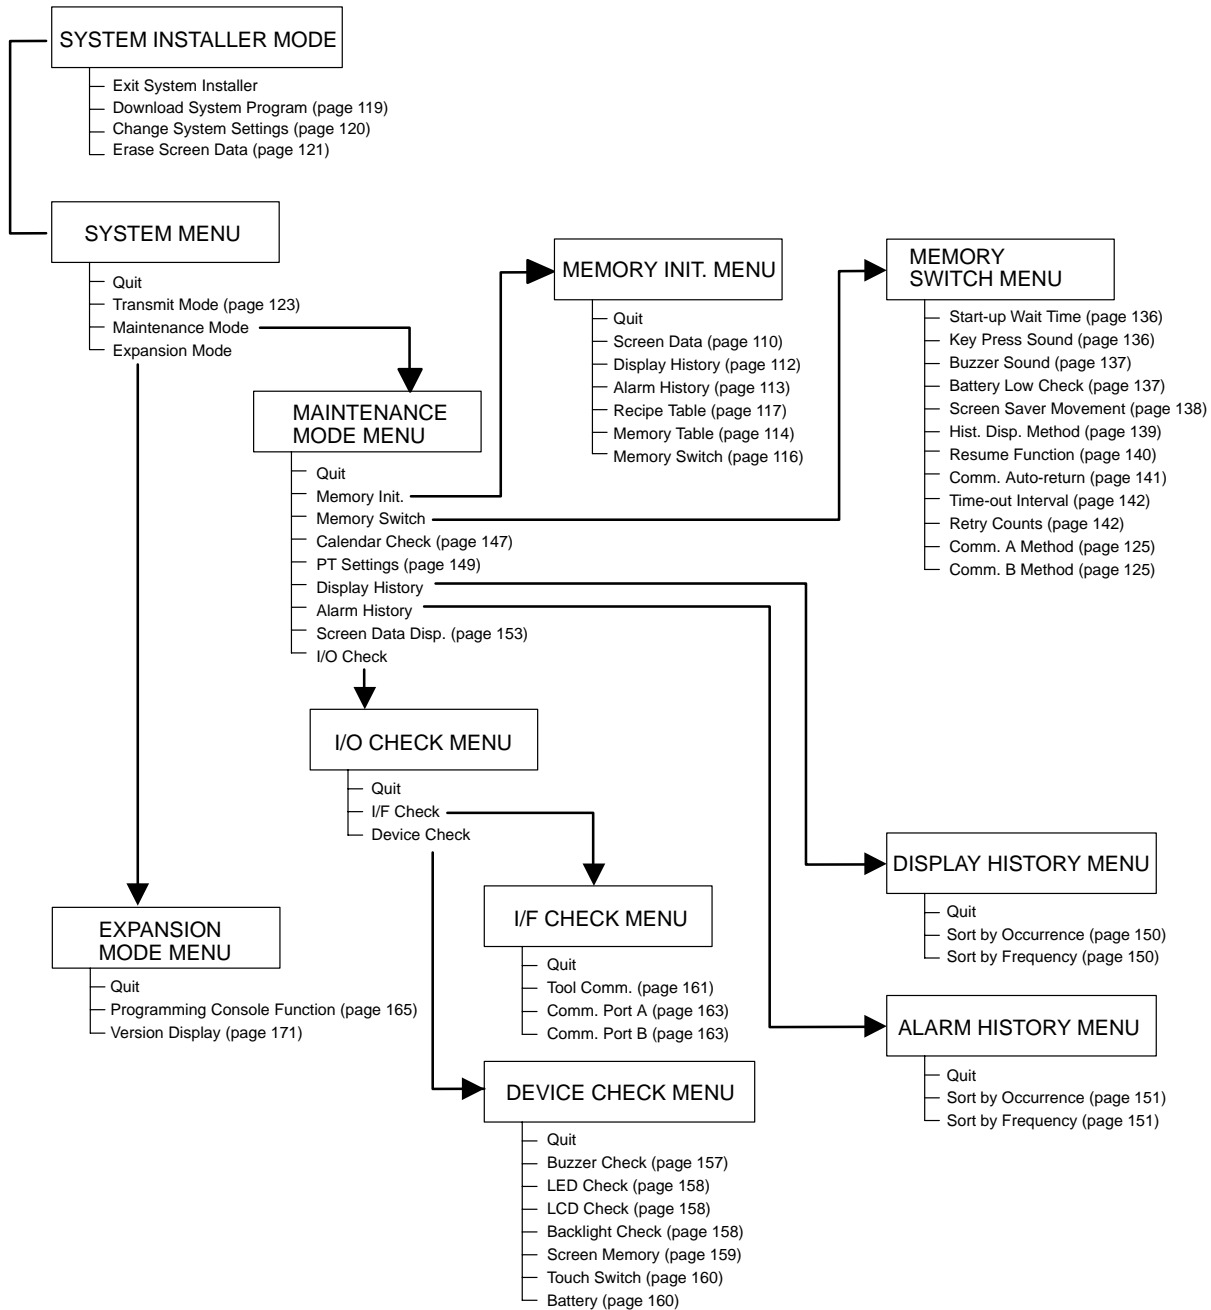 SYSTEM INSTALLER MODE
Exit System Installer
Download System Program (page 119)
Change System Settings (page 120)
Erase Screen Data (page 121)
SYSTEM MENU
Quit
Transmit Mode (page 123)
Maintenance Mode
Expansion Mode
MEMORY INIT. MENU
Quit
Screen Data (page 110)
Display History (page 112)
Alarm History (page 113)
Recipe Table (page 117)
Memory Table (page 114)
Memory Switch (page 116)
MEMORY
SWITCH MENU
Start-up Wait Time (page 136)
Key Press Sound (page 136)
Buzzer Sound (page 137)
Battery Low Check (page 137)
Screen Saver Movement (page 138)
Hist. Disp. Method (page 139)
Resume Function (page 140)
Comm. Auto-return (page 141)
Time-out Interval (page 142)
Retry Counts (page 142)
Comm. A Method (page 125)
Comm. B Method (page 125)
MAINTENANCE
MODE MENU
Quit
Memory Init.
Memory Switch
Calendar Check (page 147)
PT Settings (page 149)
Display History
Alarm History
Screen Data Disp. (page 153)
I/O Check
I/O CHECK MENU
Quit
I/F Check
Device Check
DISPLAY HISTORY MENU
Quit
Sort by Occurrence (page 150)
Sort by Frequency (page 150)
EXPANSION
MODE MENU
Quit
Programming Console Function (page 165)
Version Display (page 171)
I/F CHECK MENU
Quit
Tool Comm. (page 161)
Comm. Port A (page 163)
Comm. Port B (page 163)
ALARM HISTORY MENU
Quit
Sort by Occurrence (page 151)
Sort by Frequency (page 151)
DEVICE CHECK MENU
Quit
Buzzer Check (page 157)
LED Check (page 158)
LCD Check (page 158)
Backlight Check (page 158)
Screen Memory (page 159)
Touch Switch (page 160)
Battery (page 160)